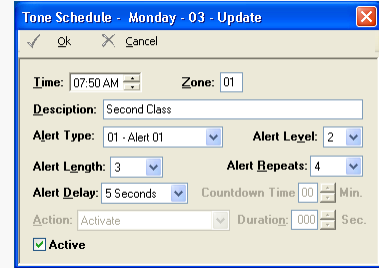 Tone Schedule - Monday - 03 - Update
Ok Cancel
Time: 07:50 AM Zone: 01
Desciption: Second Class
Alert Type: 01 - Alert 01 Alert Level: 2
Alert Length: 3 Alert Repeats: 4
Alert Delay: 5 Seconds Countdown Time 00 Min.
Action: Activate Duration: 000 Sec.
Active